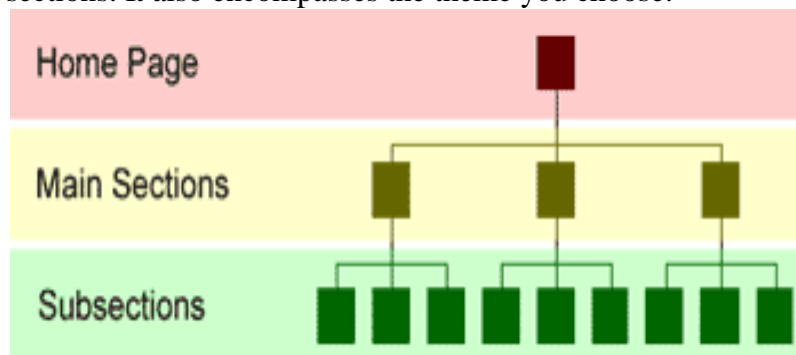 sections. It also encompasses the theme you choose.
Home Page
Main Sections
Subsections